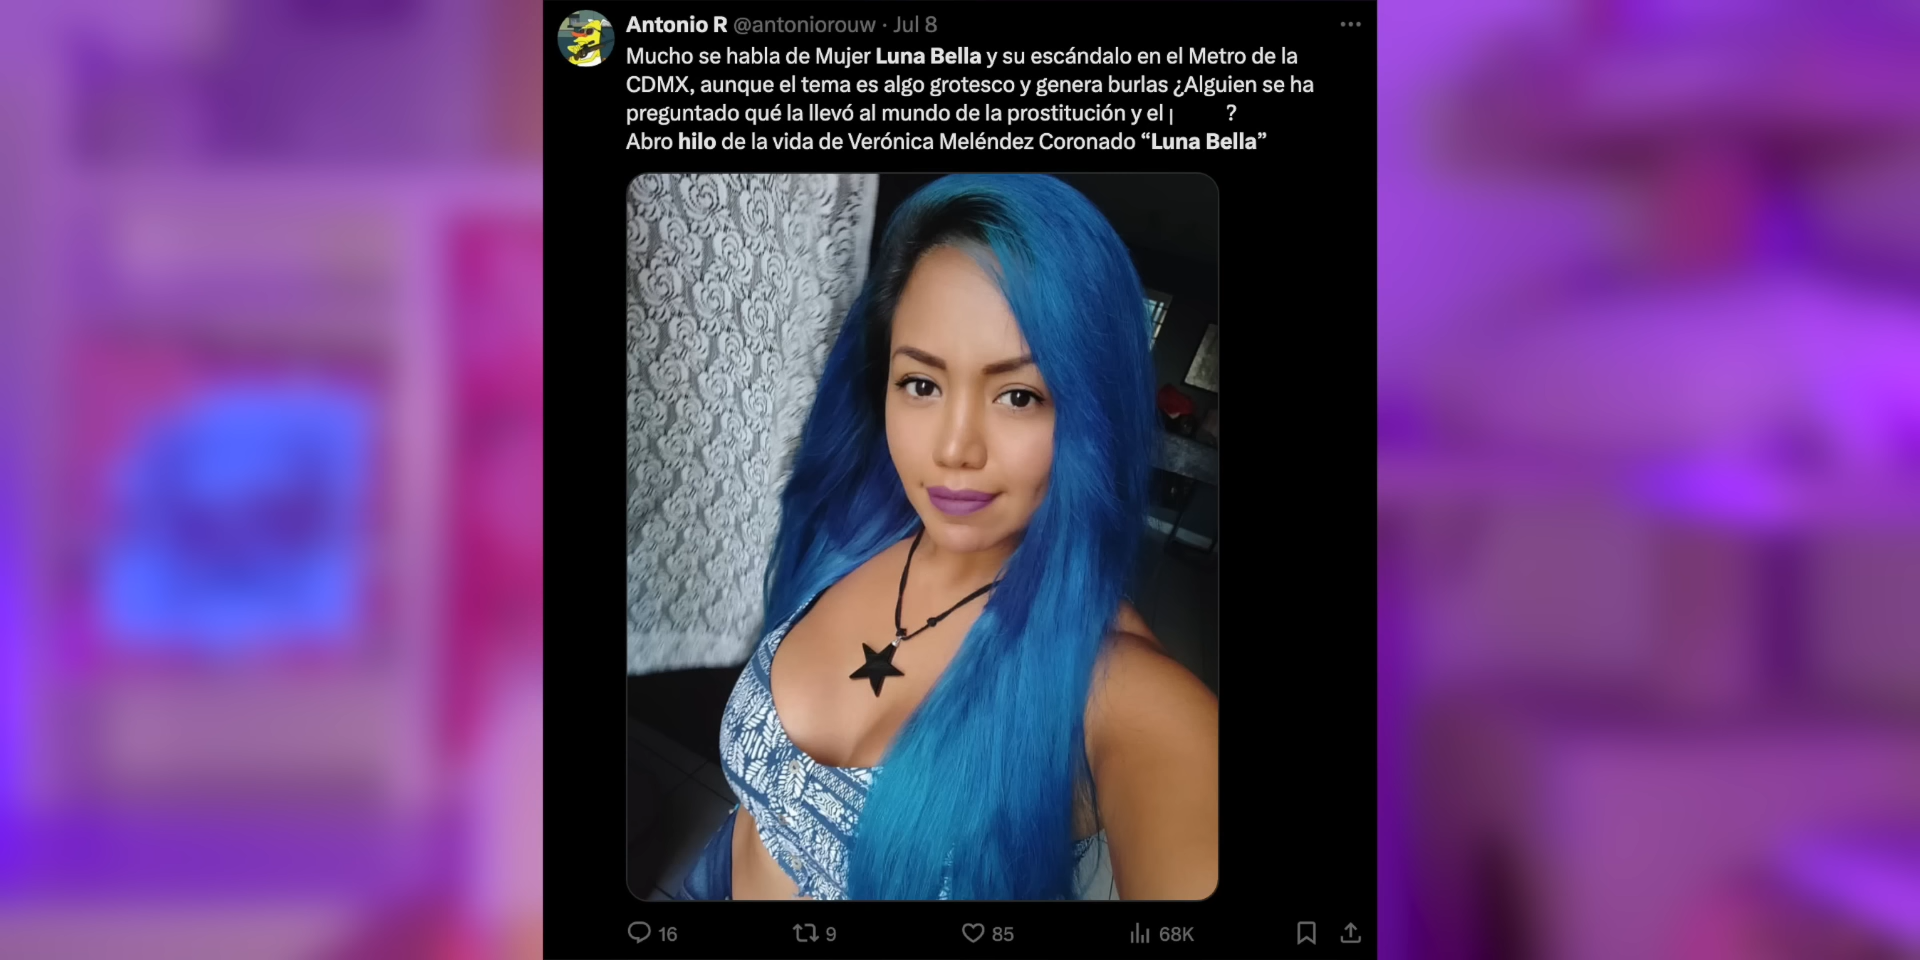 Antonio R @antoniorouw · Jul 8
Mucho se habla de Mujer Luna Bella y su escándalo en el Metro de la
CDMX, aunque el tema es algo grotesco y genera burlas ¿Alguien se ha
preguntado qué la llevó al mundo de la prostitución y el ?
Abro hilo de la vida de Verónica Meléndez Coronado “Luna Bella”
16 9 85 68K